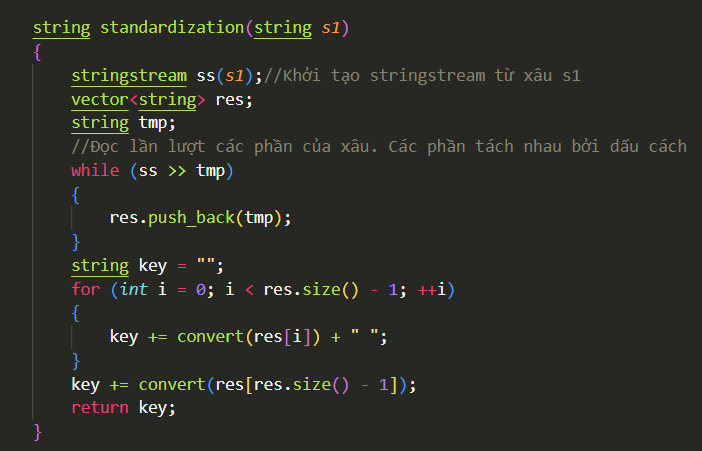 string standardization(string s1)
{
stringstream ss(s1);//Khởi tạo stringstream từ xâu s1
vector<string> res;
string tmp;
//Đọc lần lượt các phần của xâu. Các phần tách nhau bởi dấu cách
while (ss >> tmp)
{
res.push_back(tmp);
}
string key = "";
for (int i = 0; i < res.size() - 1; ++i)
{
key += convert(res[i]) + " ";
}
key += convert(res[res.size() - 1]);
return key;
}